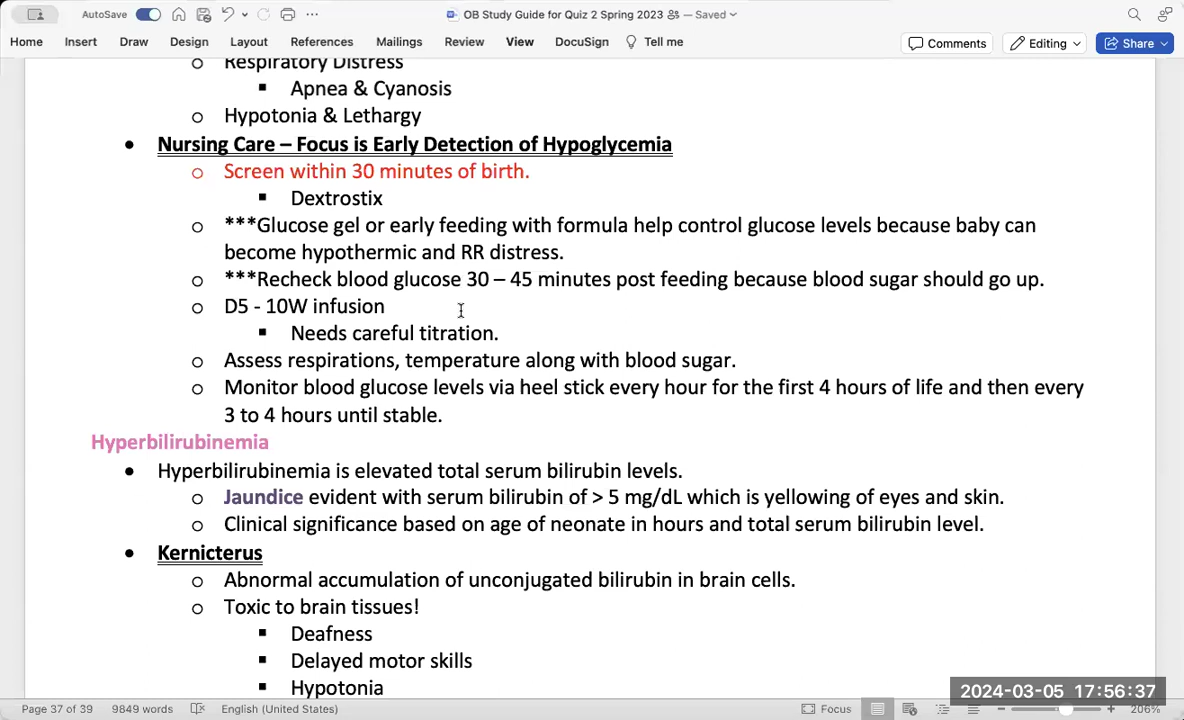 AutoSave
OB Study Guide for Quiz 2 Spring 2023 — Saved
Home Insert Draw Design Layout References Mailings Review View DocuSign Tell me Comments Editing Share
o Respiratory Distress
▪ Apnea & Cyanosis
o Hypotonia & Lethargy
• Nursing Care – Focus is Early Detection of Hypoglycemia
o Screen within 30 minutes of birth.
▪ Dextrostix
o ***Glucose gel or early feeding with formula help control glucose levels because baby can
become hypothermic and RR distress.
o ***Recheck blood glucose 30 – 45 minutes post feeding because blood sugar should go up.
o D5 - 10W infusion
▪ Needs careful titration.
o Assess respirations, temperature along with blood sugar.
o Monitor blood glucose levels via heel stick every hour for the first 4 hours of life and then every
3 to 4 hours until stable.
Hyperbilirubinemia
• Hyperbilirubinemia is elevated total serum bilirubin levels.
o Jaundice evident with serum bilirubin of > 5 mg/dL which is yellowing of eyes and skin.
o Clinical significance based on age of neonate in hours and total serum bilirubin level.
• Kernicterus
o Abnormal accumulation of unconjugated bilirubin in brain cells.
o Toxic to brain tissues!
▪ Deafness
▪ Delayed motor skills
▪ Hypotonia
2024-03-05 17:56:37
Page 37 of 39 9849 words English (United States) Focus 206%